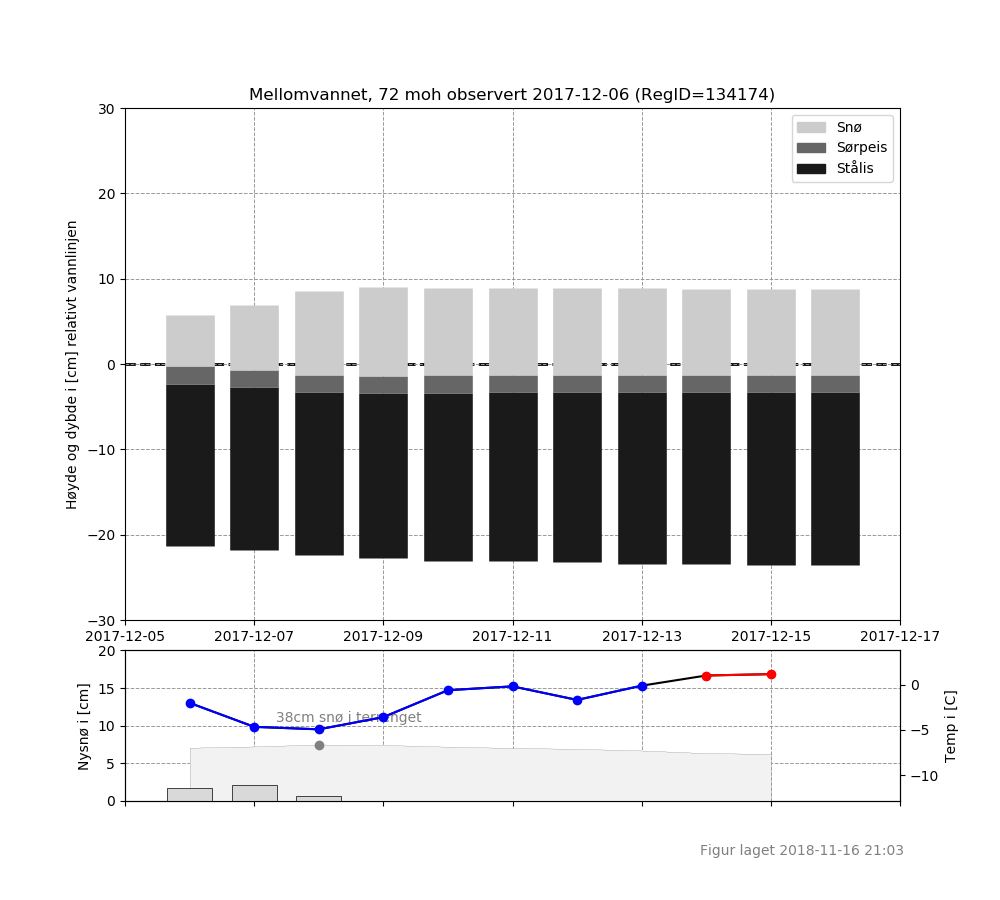 Mellomvannet, 72 moh observert 2017-12-06 (RegID=134174)
Høyde og dybde i [cm] relativt vannlinjen
30
20
10
0
−10
−20
−30
Snø
Sørpeis
Stålis
2017-12-05
2017-12-07
2017-12-09
2017-12-11
2017-12-13
2017-12-15
2017-12-17
Nysnø i [cm]
20
15
10
5
0
38cm snø i terrenget
0
−5
−10
Temp i [C]
Figur laget 2018-11-16 21:03